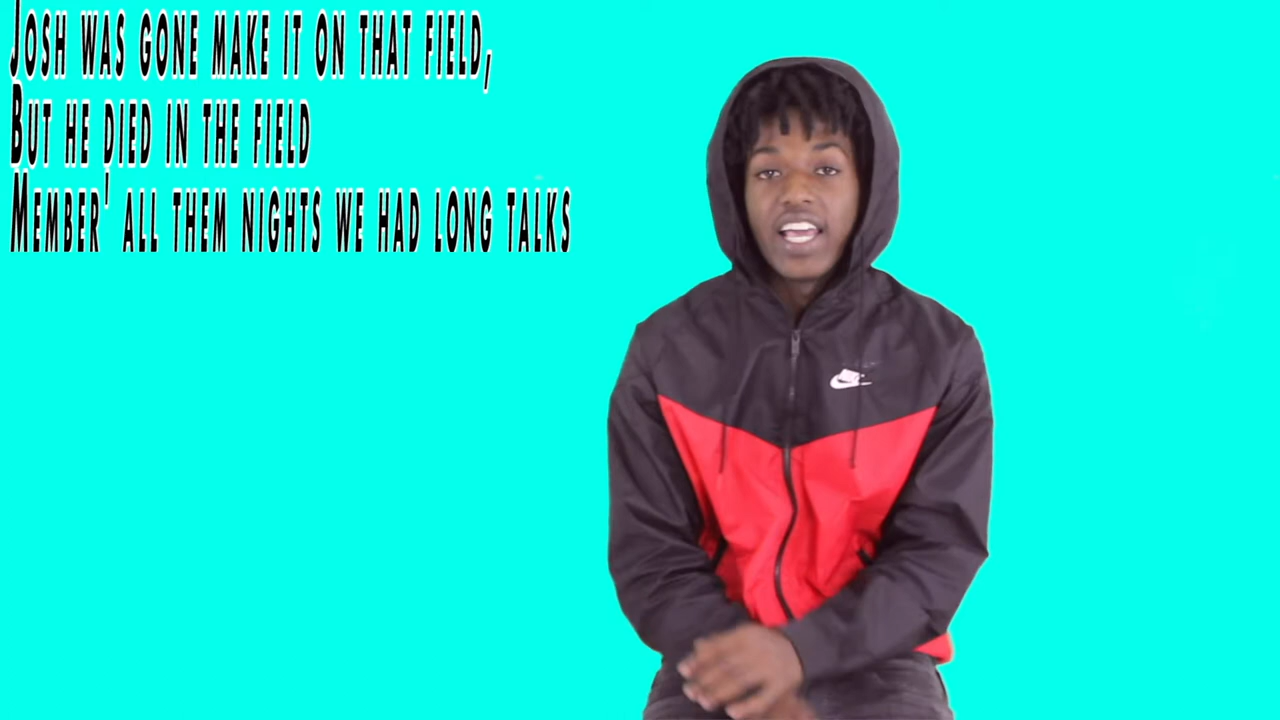 Josh was gone make it on that field,
But he died in the field
Member' all them nights we had long talks